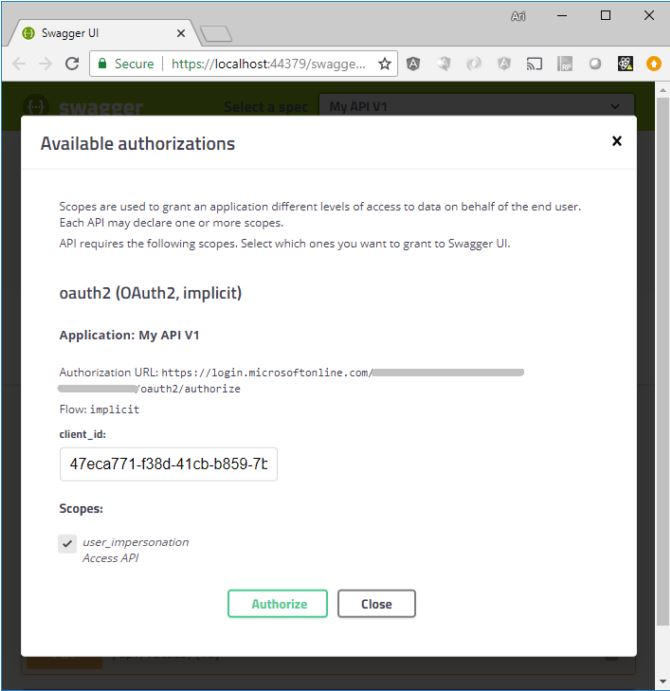 Ari
Swagger UI
Secure https://localhost:44379/swagge...
swagger Select a spec My API V1
Available authorizations
Scopes are used to grant an application different levels of access to data on behalf of the end user.
Each API may declare one or more scopes.
API requires the following scopes. Select which ones you want to grant to Swagger UI.
oauth2 (OAuth2, implicit)
Application: My API V1
Authorization URL: https://login.microsoftonline.com/
/oauth2/authorize
Flow: implicit
client_id:
47eca771-f38d-41cb-b859-7b
Scopes:
user_impersonation
Access API
Authorize Close